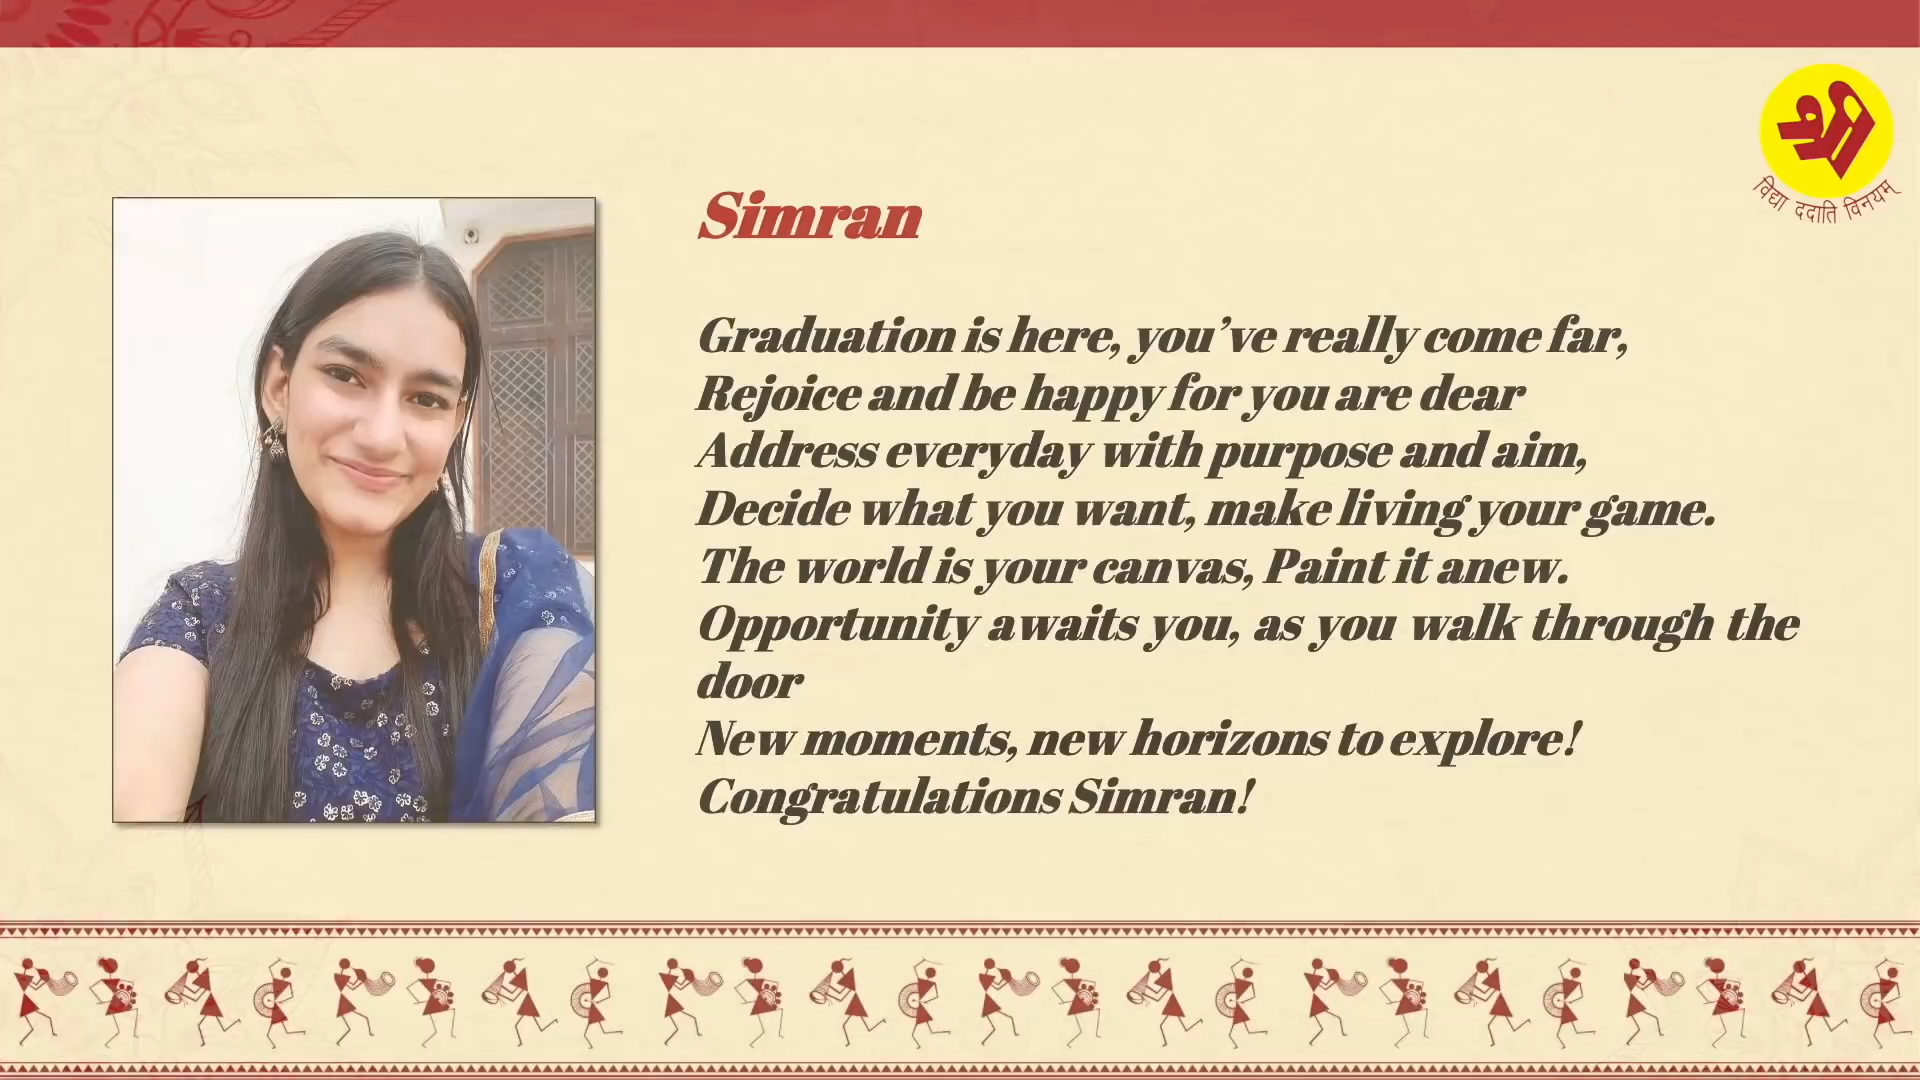 श्री
विद्या ददाति विनयम्
Simran
Graduation is here, you’ve really come far,
Rejoice and be happy for you are dear
Address everyday with purpose and aim,
Decide what you want, make living your game.
The world is your canvas, Paint it anew.
Opportunity awaits you, as you walk through the
door
New moments, new horizons to explore!
Congratulations Simran!